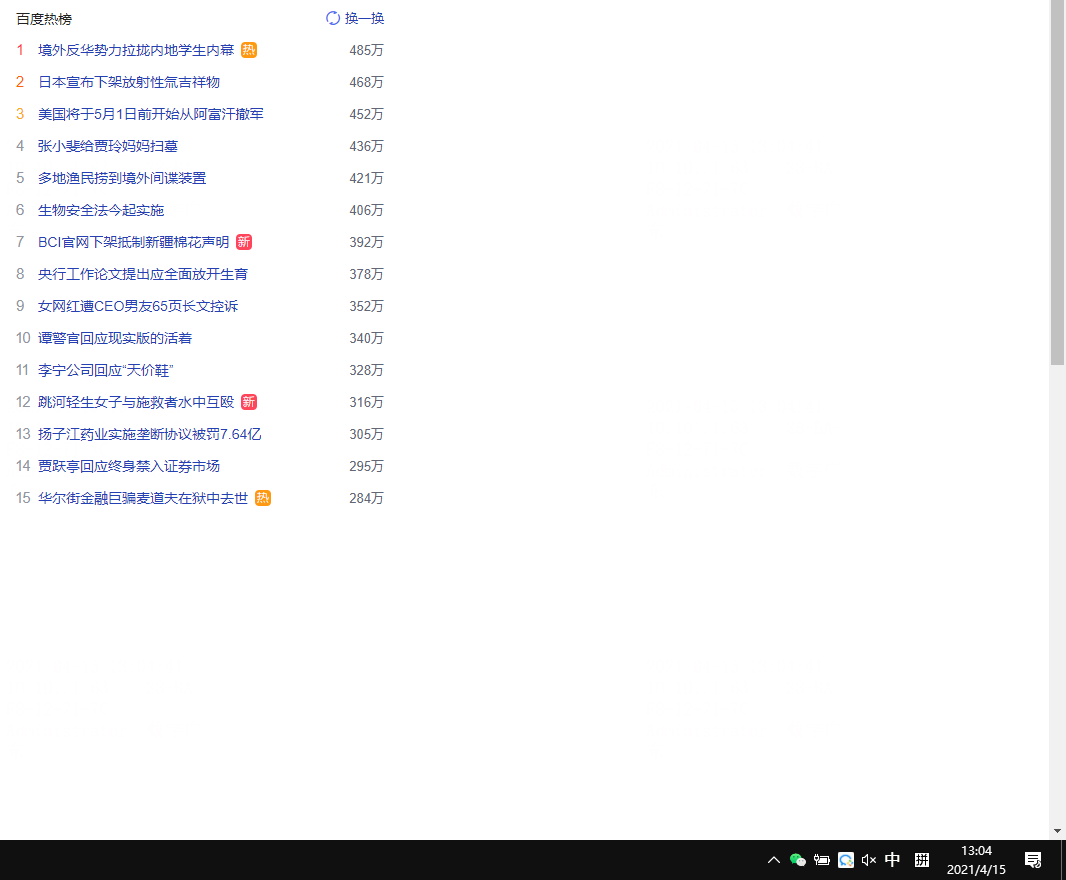 百度热榜 换一换
1 境外反华势力拉拢内地学生内幕 热 485万
2 日本宣布下架放射性氚吉祥物 468万
3 美国将于5月1日前开始从阿富汗撤军 452万
4 张小斐给贾玲妈妈扫墓 436万
5 多地渔民捞到境外间谍装置 421万
6 生物安全法今起实施 406万
7 BCI官网下架抵制新疆棉花声明 新 392万
8 央行工作论文提出应全面放开生育 378万
9 女网红遭CEO男友65页长文控诉 352万
10 谭警官回应现实版的活着 340万
11 李宁公司回应“天价鞋” 328万
12 跳河轻生女子与施救者水中互殴 新 316万
13 扬子江药业实施垄断协议被罚7.64亿 305万
14 贾跃亭回应终身禁入证券市场 295万
15 华尔街金融巨骗麦道夫在狱中去世 热 284万
中 拼 13:04
2021/4/15